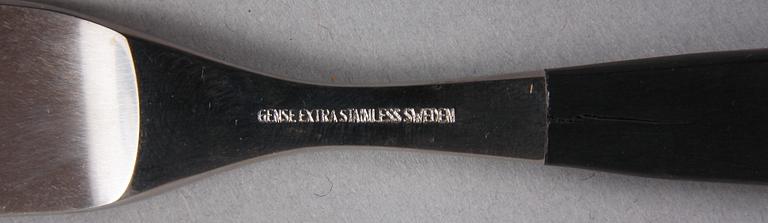 GENSE EXTRA STAINLESS SWEDEN